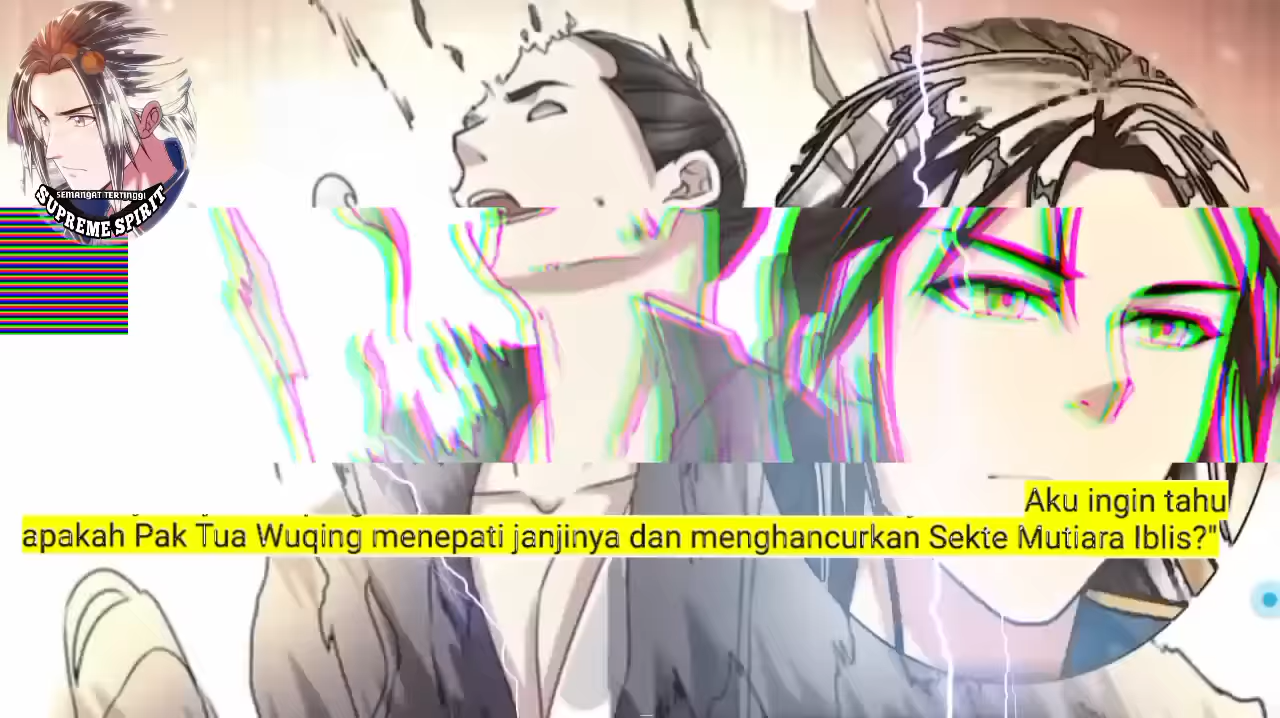 SEMANGAT TERTINGGI
SUPREME SPIRIT
Aku ingin tahu
apakah Pak Tua Wuqing menepati janjinya dan menghancurkan Sekte Mutiara Iblis?"